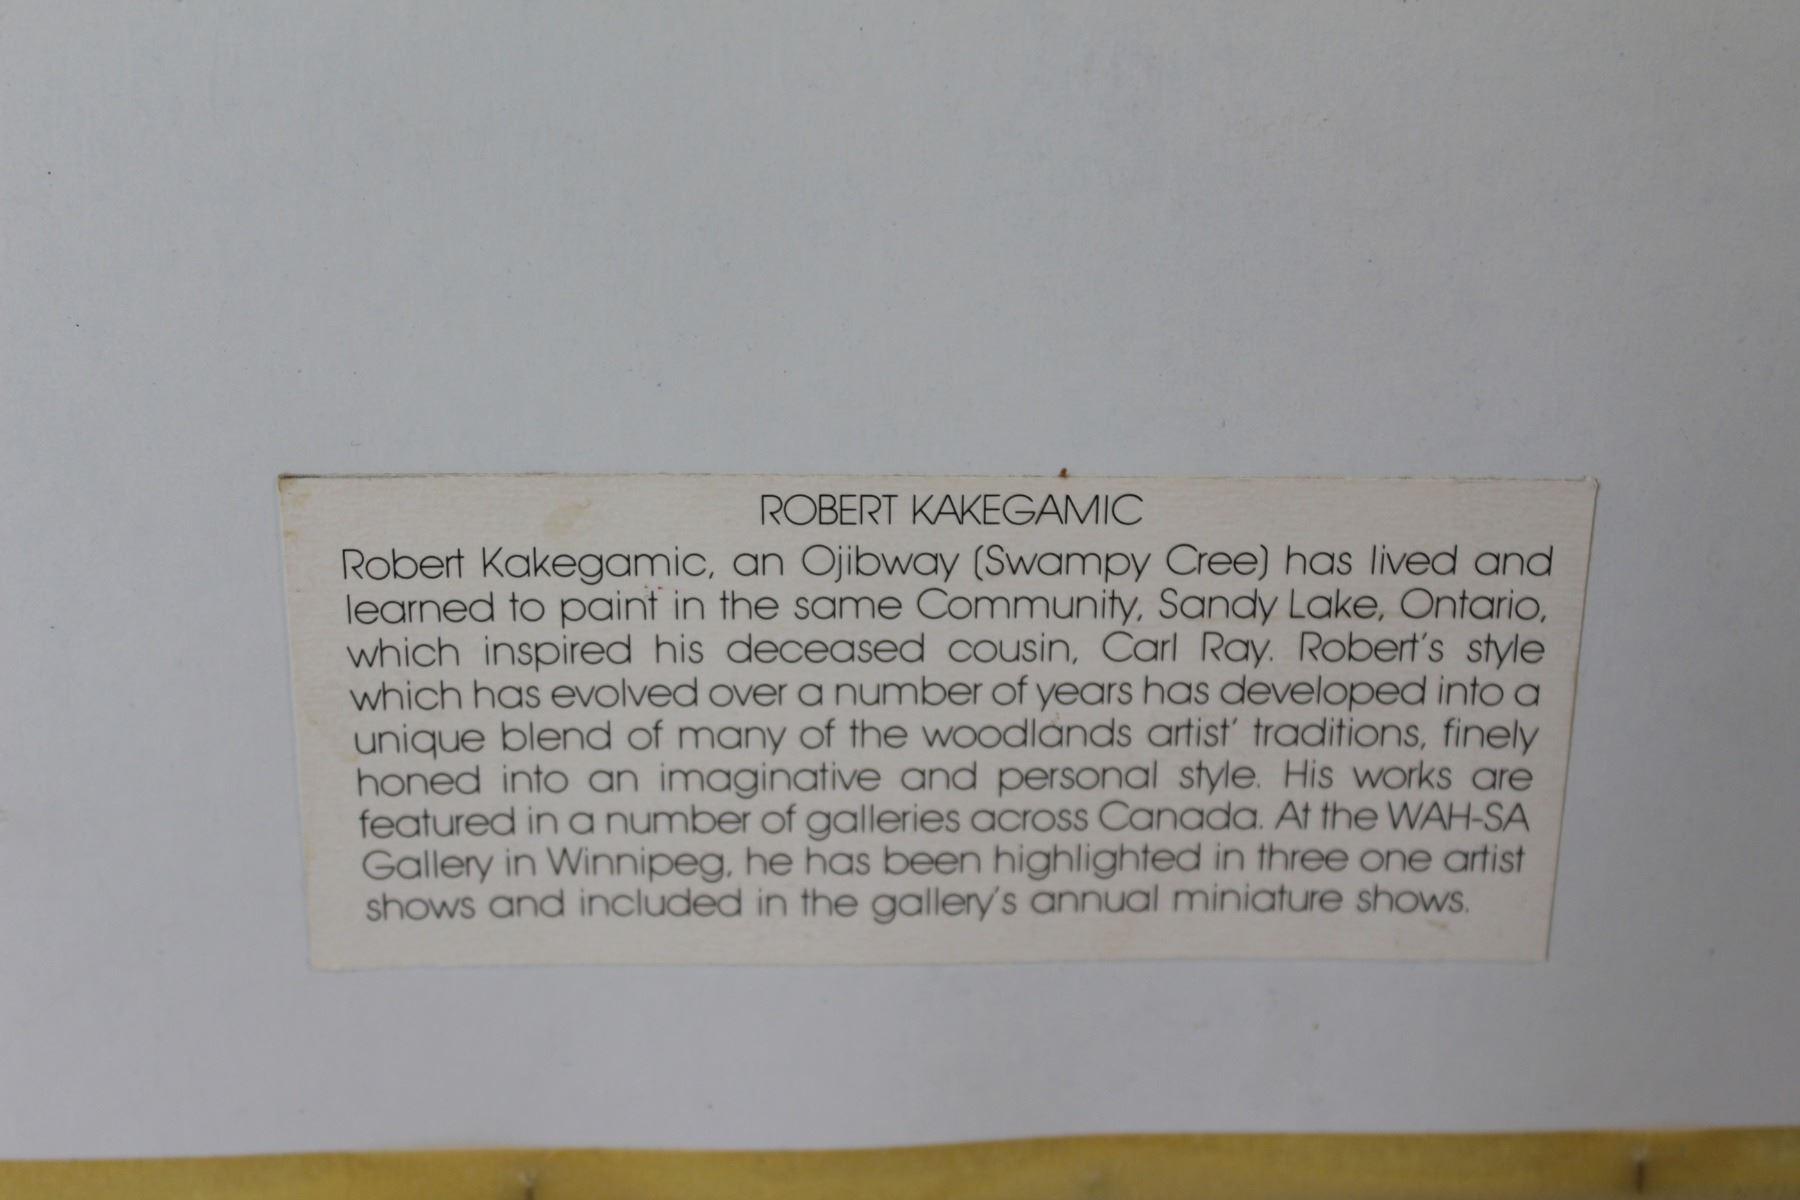 ROBERT KAKEGAMIC
Robert Kakegamic, an Ojibway (Swampy Cree) has lived and
learned to paint in the same Community, Sandy Lake, Ontario,
which inspired his deceased cousin, Carl Ray. Robert's style
which has evolved over a number of years has developed into a
unique blend of many of the woodlands artist' traditions, finely
honed into an imaginative and personal style. His works are
featured in a number of galleries across Canada. At the WAH-SA
Gallery in Winnipeg, he has been highlighted in three one artist
shows and included in the gallery's annual miniature shows.